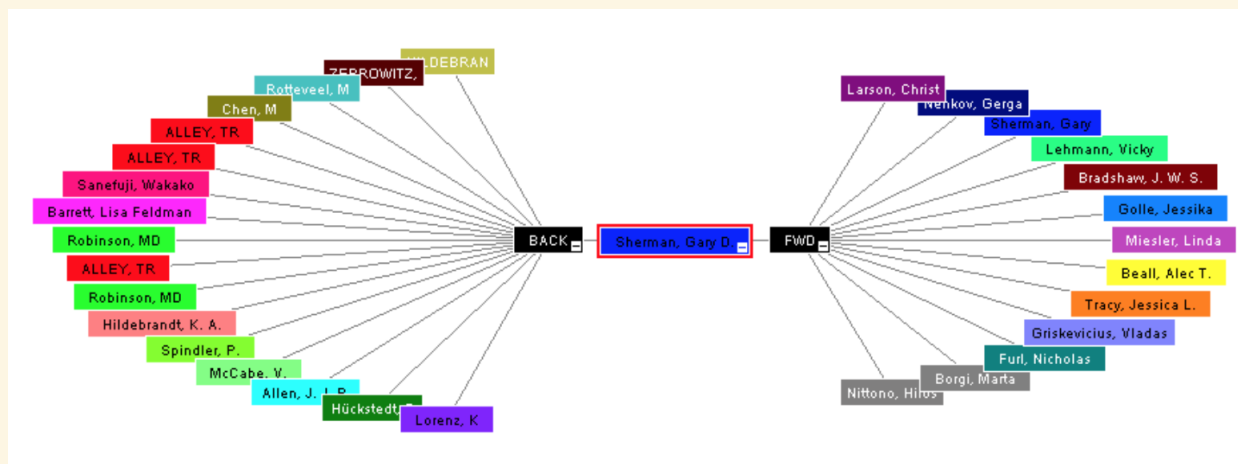 ILDEBRAN
ZEBROWITZ,
Rotteveel, M
Chen, M
ALLEY, TR
ALLEY, TR
Sanefuji, Wakako
Barrett, Lisa Feldman
Robinson, MD
ALLEY, TR
Robinson, MD
Hildebrandt, K. A.
Spindler, P.
McCabe, V.
Allen, J. L. R
Hückstedt,
Lorenz, K
BACK
Sherman, Gary D.
FWD
Larson, Christ
Nenkov, Gerga
Sherman, Gary
Lehmann, Vicky
Bradshaw, J. W. S.
Golle, Jessika
Miesler, Linda
Beall, Alec T.
Tracy, Jessica L.
Griskevicius, Vladas
Furl, Nicholas
Borgi, Marta
Nittono, Hiros